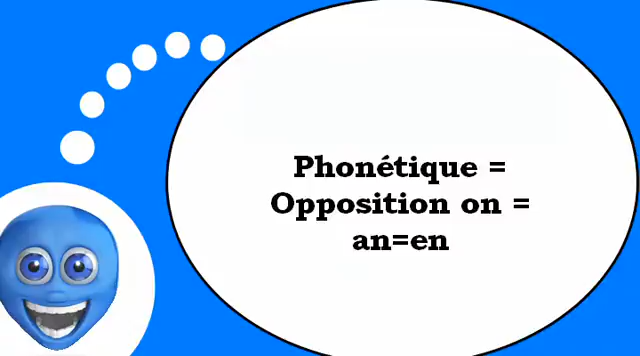 Phonétique =
Opposition on =
an=en